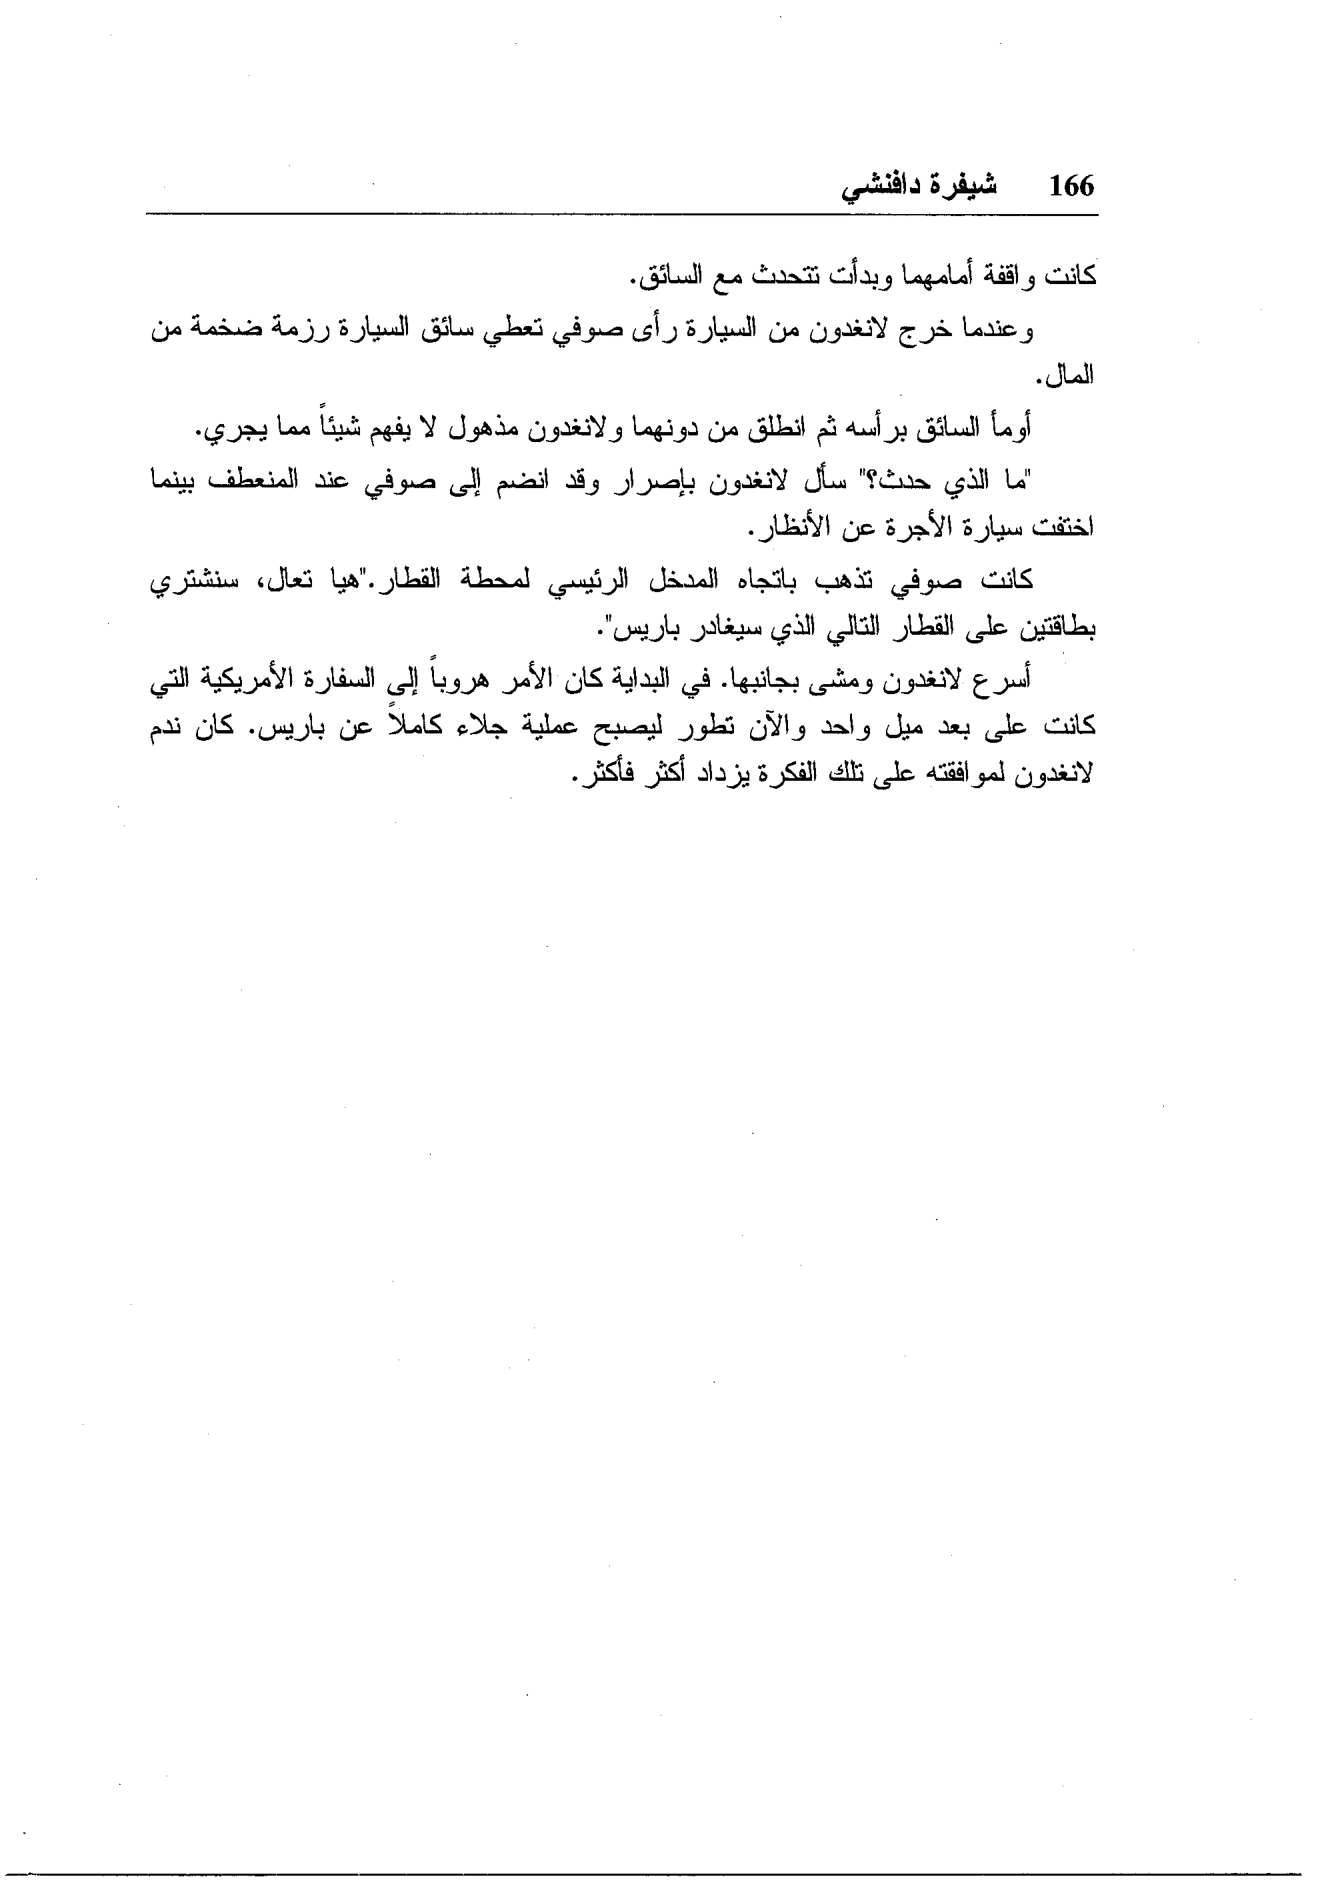 166 شيفرة دافنشي
كانت واقفة أمامهما وبدأت تتحدث مع السائق.
وعندما خرج لانغدون من السيارة رأى صوفي تعطي سائق السيارة رزمة ضخمة من
المال.
أومأ السائق برأسه ثم انطلق من دونهما ولانغدون مذهول لا يفهم شيئاً مما يجري.
"ما الذي حدث؟" سأل لانغدون بإصرار وقد انضم إلى صوفي عند المنعطف بينما
اختفت سيارة الأجرة عن الأنظار.
كانت صوفي تذهب باتجاه المدخل الرئيسي لمحطة القطار."هيا تعال، سنشتري
بطاقتين على القطار التالي الذي سيغادر باريس".
أسرع لانغدون ومشى بجانبها. في البداية كان الأمر هروباً إلى السفارة الأمريكية التي
كانت على بعد ميل واحد والآن تطور ليصبح عملية جلاء كاملاً عن باريس. كان ندم
لانغدون لموافقته على تلك الفكرة يزداد أكثر فأكثر.